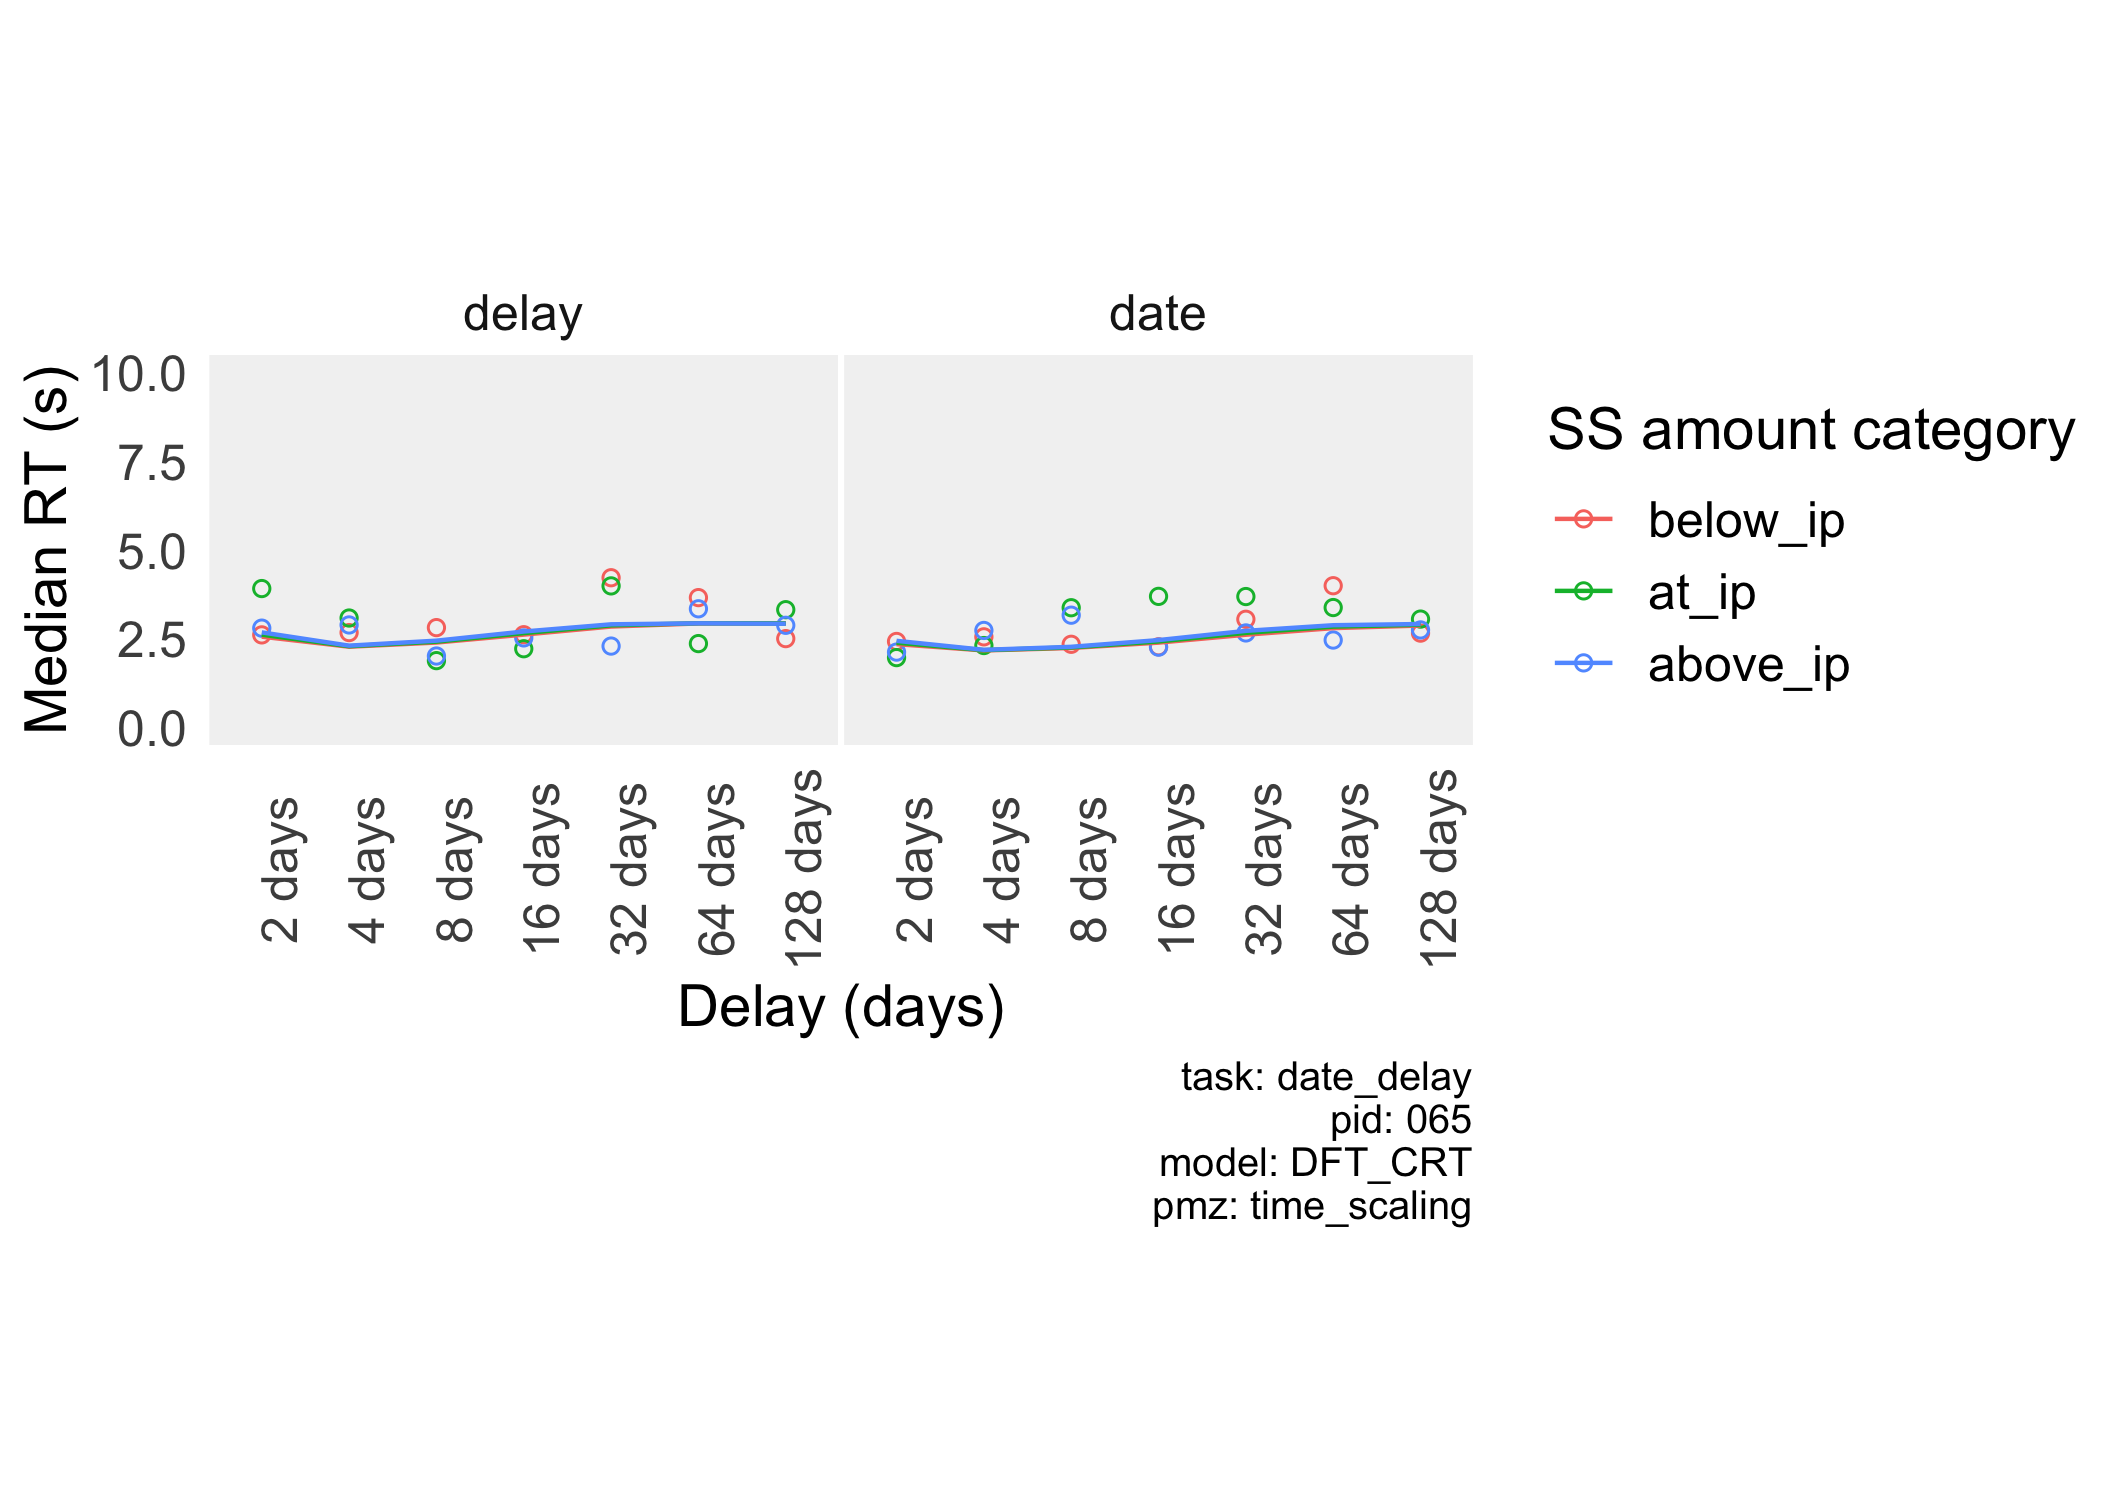 delay
date
Median RT (s)
10.0
7.5
5.0
2.5
0.0
2 days
4 days
8 days
16 days
32 days
64 days
128 days
2 days
4 days
8 days
16 days
32 days
64 days
128 days
Delay (days)
SS amount category
below_ip
at_ip
above_ip
task: date_delay
pid: 065
model: DFT_CRT
pmz: time_scaling